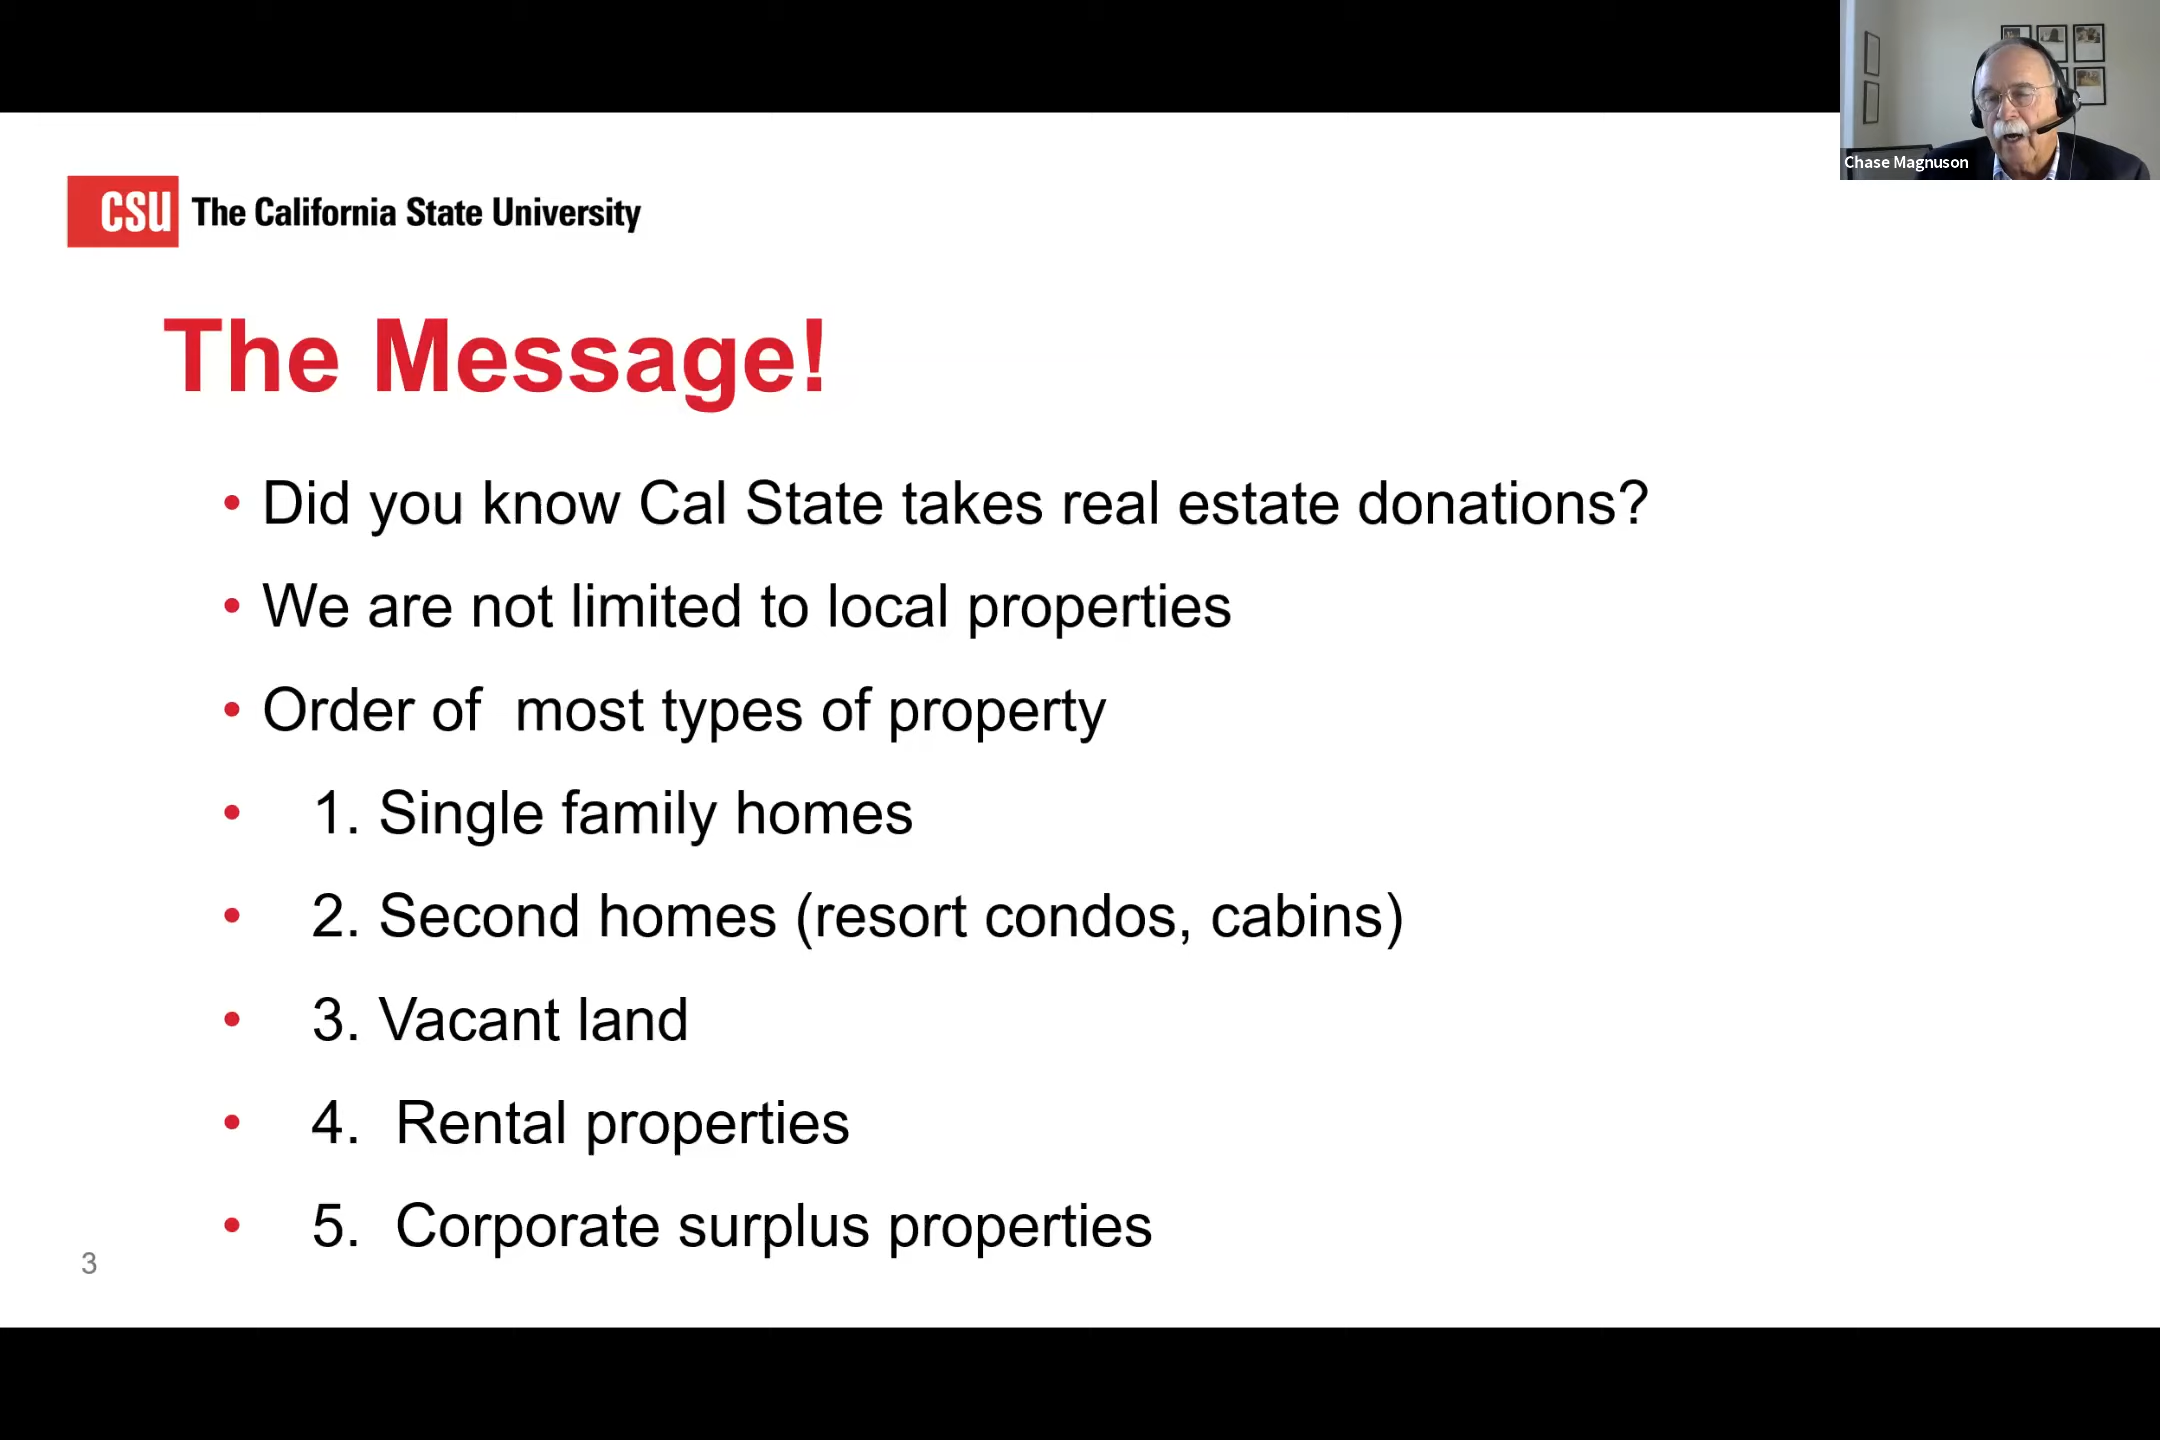 Chase Magnuson
CSU The California State University
The Message!
• Did you know Cal State takes real estate donations?
• We are not limited to local properties
• Order of  most types of property
• 1. Single family homes
• 2. Second homes (resort condos, cabins)
• 3. Vacant land
• 4.  Rental properties
• 5.  Corporate surplus properties
3